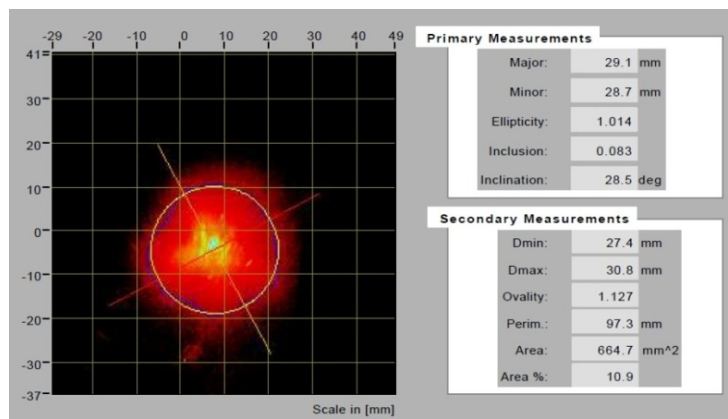 -29 -20 -10 0 10 20 30 40 49
41
30
20
10
0
-10
-20
-30
-37
Scale in [mm]
Primary Measurements
Major: 29.1 mm
Minor: 28.7 mm
Ellipticity: 1.014
Inclusion: 0.083
Inclination: 28.5 deg
Secondary Measurements
Dmin: 27.4 mm
Dmax: 30.8 mm
Ovality: 1.127
Perim.: 97.3 mm
Area: 664.7 mm^2
Area %: 10.9